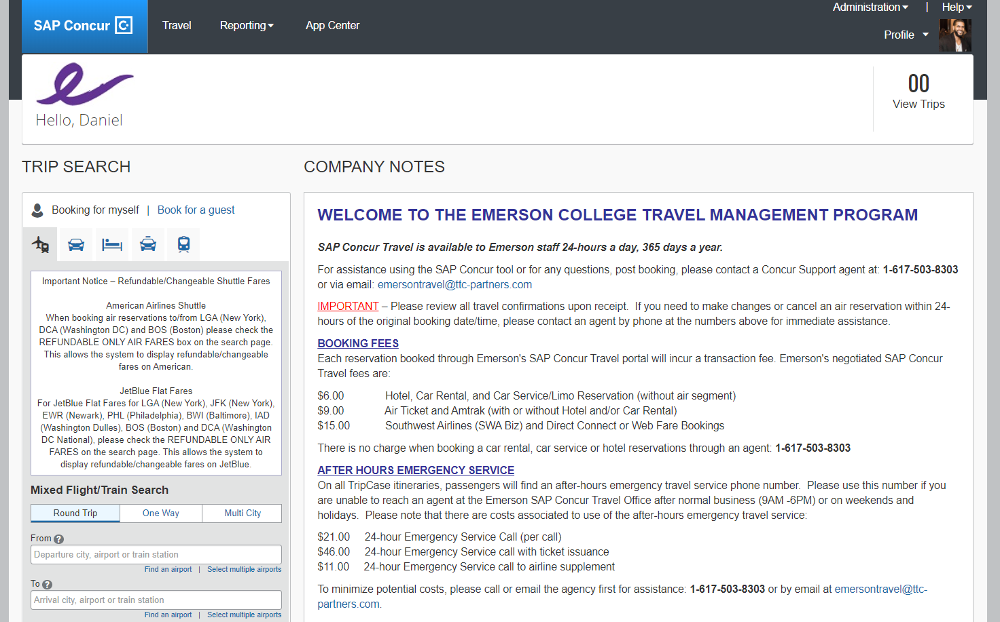 SAP Concur C
Travel
Reporting
App Center
Administration | Help
Profile
Hello, Daniel
00
View Trips
TRIP SEARCH
Booking for myself | Book for a guest
Important Notice – Refundable/Changeable Shuttle Fares
American Airlines Shuttle
When booking air reservations to/from LGA (New York),
DCA (Washington DC) and BOS (Boston) please check the
REFUNDABLE ONLY AIR FARES box on the search page.
This allows the system to display refundable/changeable
fares on American.
JetBlue Flat Fares
For JetBlue Flat Fares for LGA (New York), JFK (New York),
EWR (Newark), PHL (Philadelphia), BWI (Baltimore), IAD
(Washington Dulles), BOS (Boston) and DCA (Washington
DC National), please check the REFUNDABLE ONLY AIR
FARES on the search page. This allows the system to
display refundable/changeable fares on JetBlue.
Mixed Flight/Train Search
Round Trip
One Way
Multi City
From ?
Departure city, airport or train station
Find an airport | Select multiple airports
To ?
Arrival city, airport or train station
Find an airport | Select multiple airports
COMPANY NOTES
WELCOME TO THE EMERSON COLLEGE TRAVEL MANAGEMENT PROGRAM
SAP Concur Travel is available to Emerson staff 24-hours a day, 365 days a year.
For assistance using the SAP Concur tool or for any questions, post booking, please contact a Concur Support agent at: 1-617-503-8303
or via email: emersontravel@ttc-partners.com
IMPORTANT – Please review all travel confirmations upon receipt.  If you need to make changes or cancel an air reservation within 24-
hours of the original booking date/time, please contact an agent by phone at the numbers above for immediate assistance.
BOOKING FEES
Each reservation booked through Emerson's SAP Concur Travel portal will incur a transaction fee. Emerson's negotiated SAP Concur
Travel fees are:
$6.00 Hotel, Car Rental, and Car Service/Limo Reservation (without air segment)
$9.00 Air Ticket and Amtrak (with or without Hotel and/or Car Rental)
$15.00 Southwest Airlines (SWA Biz) and Direct Connect or Web Fare Bookings
There is no charge when booking a car rental, car service or hotel reservations through an agent: 1-617-503-8303
AFTER HOURS EMERGENCY SERVICE
On all TripCase itineraries, passengers will find an after-hours emergency travel service phone number.  Please use this number if you
are unable to reach an agent at the Emerson SAP Concur Travel Office after normal business (9AM -6PM) or on weekends and
holidays.  Please note that there are costs associated to use of the after-hours emergency travel service:
$21.00 24-hour Emergency Service Call (per call)
$46.00 24-hour Emergency Service call with ticket issuance
$11.00 24-hour Emergency Service call to airline supplement
To minimize potential costs, please call or email the agency first for assistance: 1-617-503-8303 or by email at emersontravel@ttc-
partners.com.